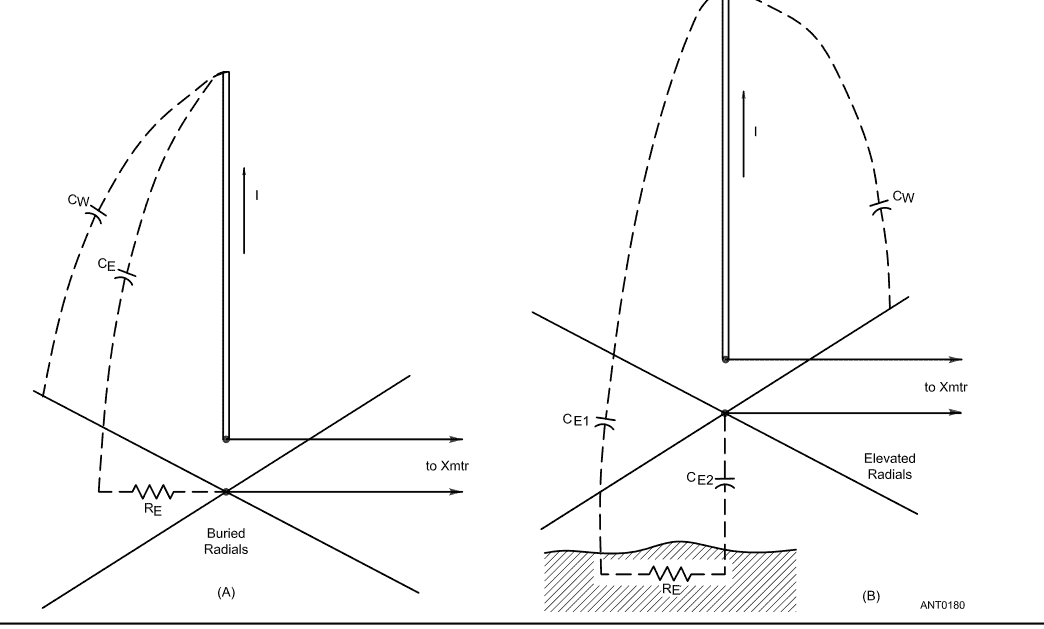 CW
I
CE
to Xmtr
RE
Buried
Radials
(A)
I
CW
to Xmtr
CE1
Elevated
Radials
CE2
RE
(B)
ANT0180